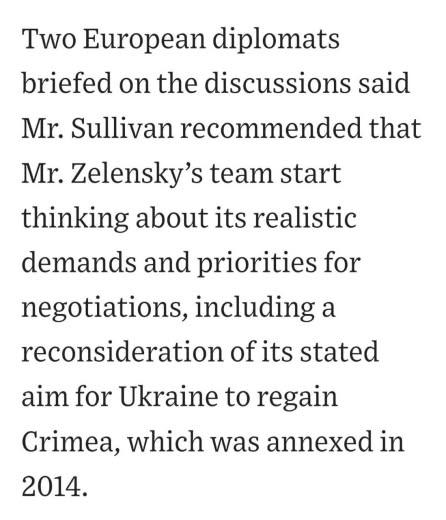 Two European diplomats
briefed on the discussions said
Mr. Sullivan recommended that
Mr. Zelensky’s team start
thinking about its realistic
demands and priorities for
negotiations, including a
reconsideration of its stated
aim for Ukraine to regain
Crimea, which was annexed in
2014.